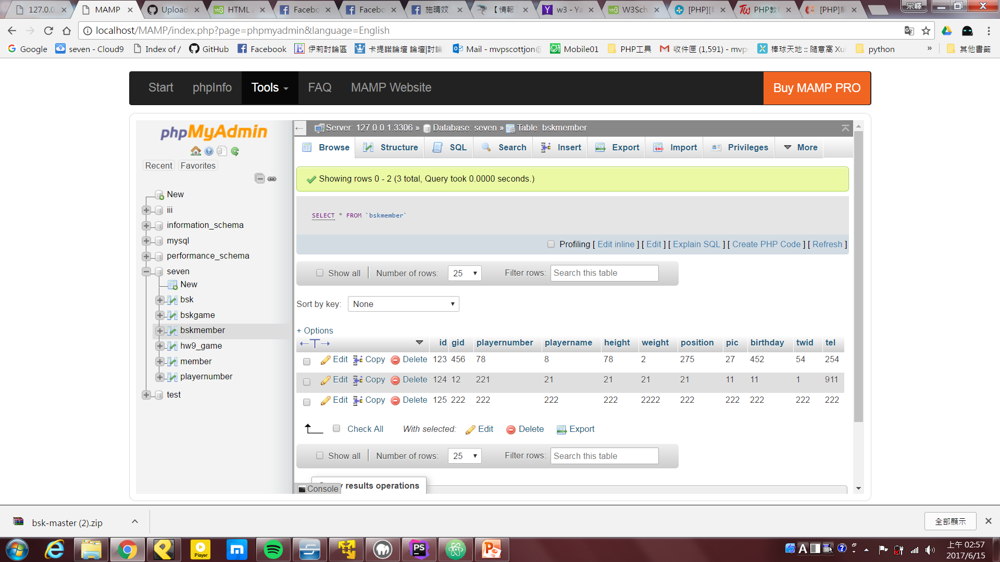 127.0.0
MAMP
Upload
HTML
Facebo
Facebo
施晴妏
【情報
w3 - Ya
W3Sch
[PHP][
PHP教
[PHP]
宗嶧
localhost/MAMP/index.php?page=phpmyadmin&language=English
Google
seven - Cloud9
Index of /
GitHub
Facebook
伊莉討論區
卡提諾論壇 論壇|討論
Mail - mvpscottjon@
Mobile01
PHP工具
收件匣 (1,591) - mvp
棒球天地 :: 隨意窩 Xui
python
»
其他書籤
Start
phpInfo
Tools
FAQ
MAMP Website
Buy MAMP PRO
phpMyAdmin
Recent
Favorites
New
iii
information_schema
mysql
performance_schema
seven
New
bsk
bskgame
bskmember
hw9_game
member
playernumber
test
Server: 127.0.0.1:3306 » Database: seven » Table: bskmember
Browse Structure SQL Search Insert Export Import Privileges More
Showing rows 0 - 2 (3 total, Query took 0.0000 seconds.)
SELECT * FROM `bskmember`
Profiling [ Edit inline ] [ Edit ] [ Explain SQL ] [ Create PHP Code ] [ Refresh ]
Show all Number of rows: 25 Filter rows: Search this table
Sort by key: None
+ Options
id gid playernumber playername height weight position pic birthday twid tel
Edit Copy Delete 123 456 78 8 78 2 275 27 452 54 254
Edit Copy Delete 124 12 221 21 21 21 21 11 11 1 911
Edit Copy Delete 125 222 222 222 222 2222 222 222 222 222 222
Check All With selected: Edit Delete Export
Show all Number of rows: 25 Filter rows: Search this table
results operations
Console
bsk-master (2).zip
全部顯示
Player
PS
A
上午 02:57
2017/6/15